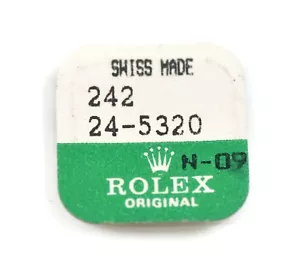 SWISS MADE
242
24-5320
N-09
ROLEX
ORIGINAL